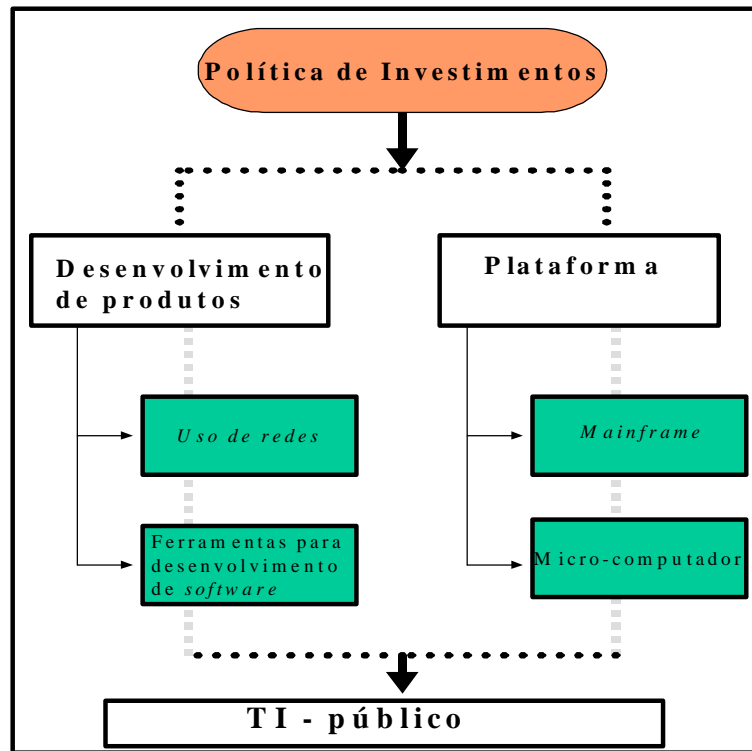 Política de Investimentos
Desenvolvimento
de produtos
Plataforma
Uso de redes
Mainframe
Ferramentas para
desenvolvimento
de software
Micro-computador
TI - público